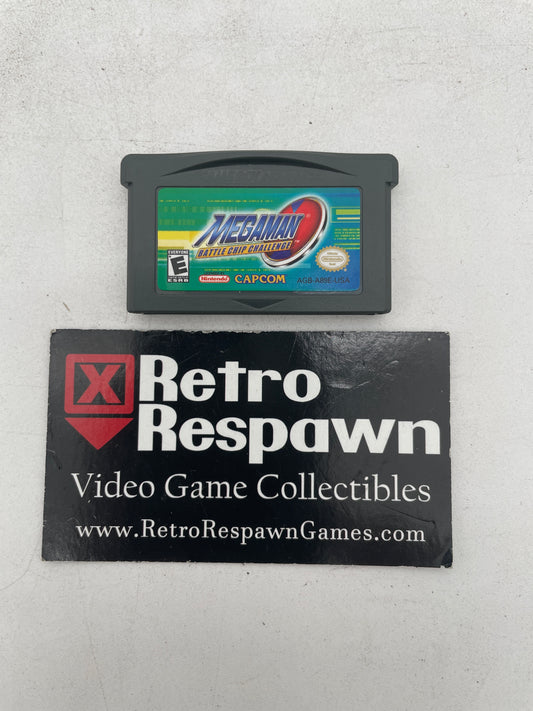 MEGAMAN
BATTLE CHIP CHALLENGE
EVERYONE
E
ESRB
Nintendo
CAPCOM
AGB-A89E-USA
X Retro
Respawn
Video Game Collectibles
www.RetroRespawnGames.com